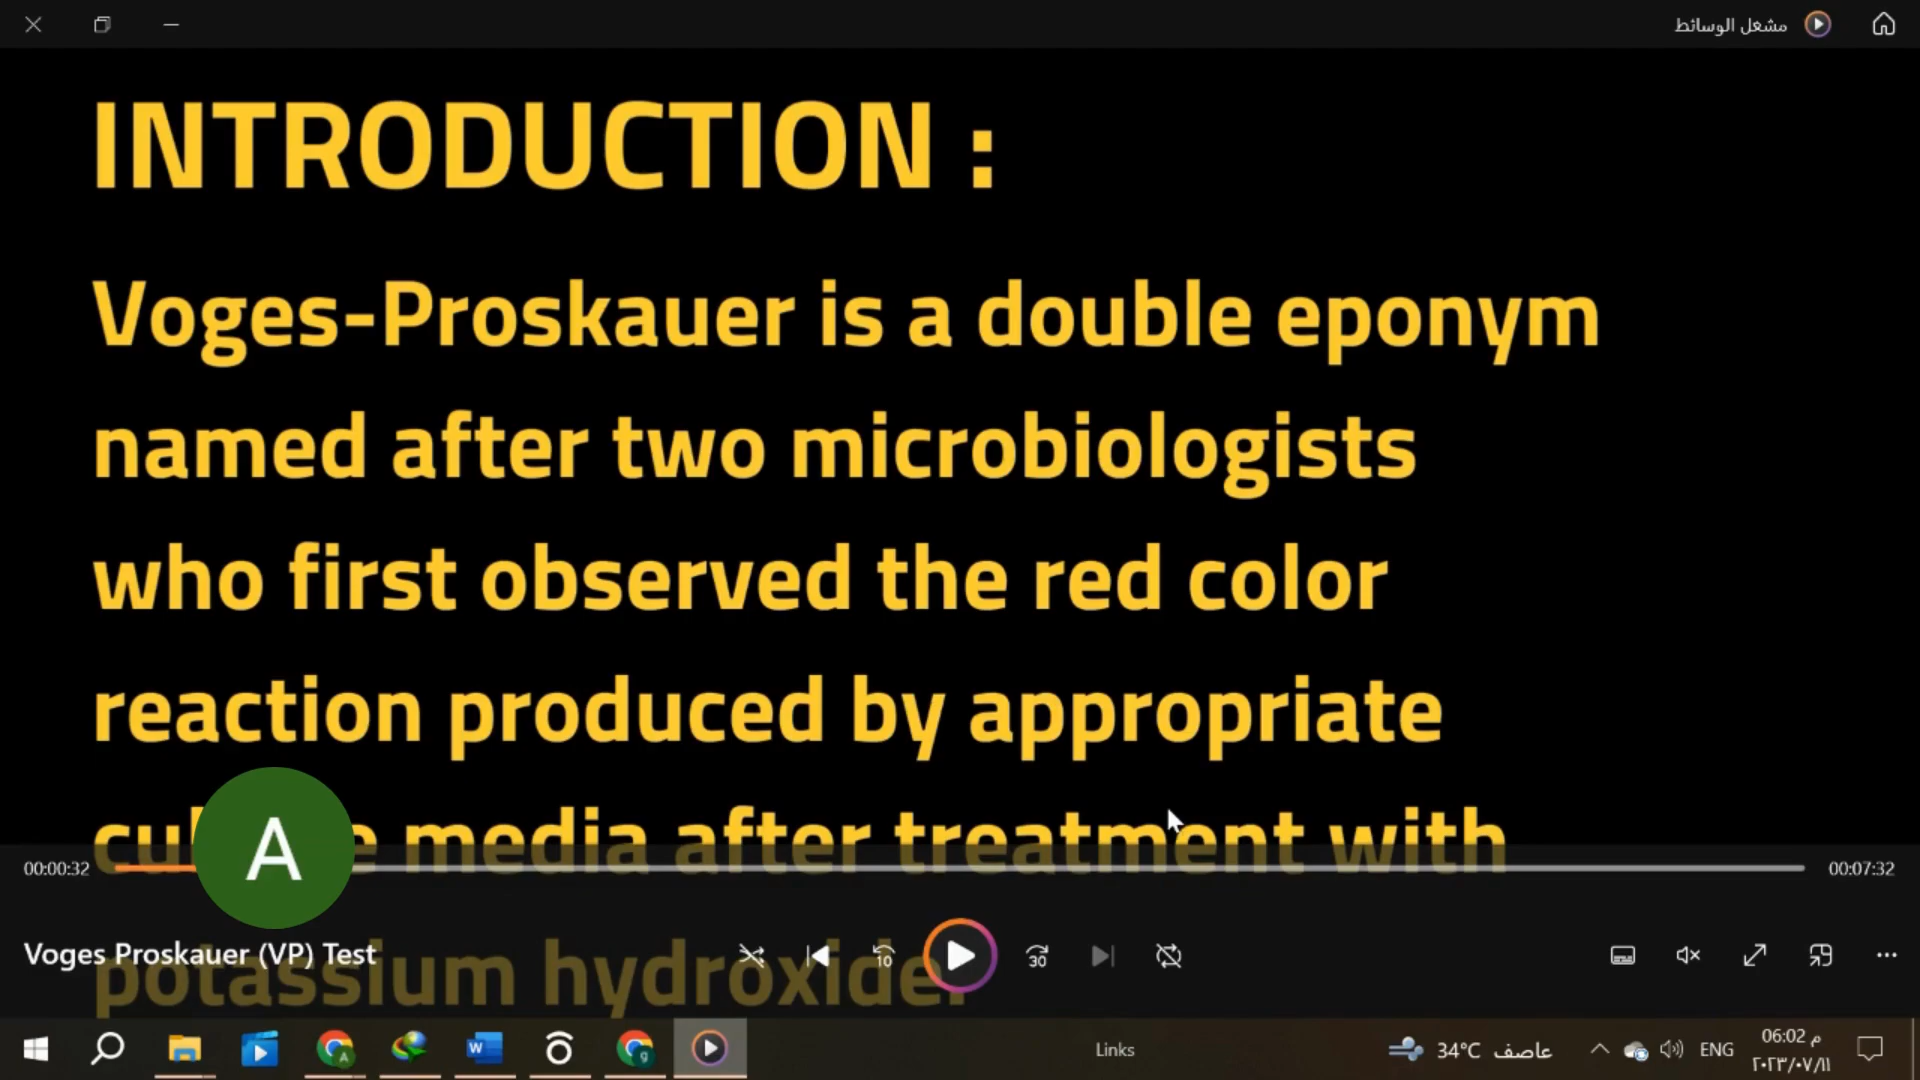 مشغل الوسائط
INTRODUCTION :
Voges-Proskauer is a double eponym
named after two microbiologists
who first observed the red color
reaction produced by appropriate
media after treatment with
A
00:00:32
00:07:32
potassium hydroxide
Voges Proskauer (VP) Test
10
30
Links
34°C عاصف
ENG
06:02 م
٢٠٢٣/٠٧/١١